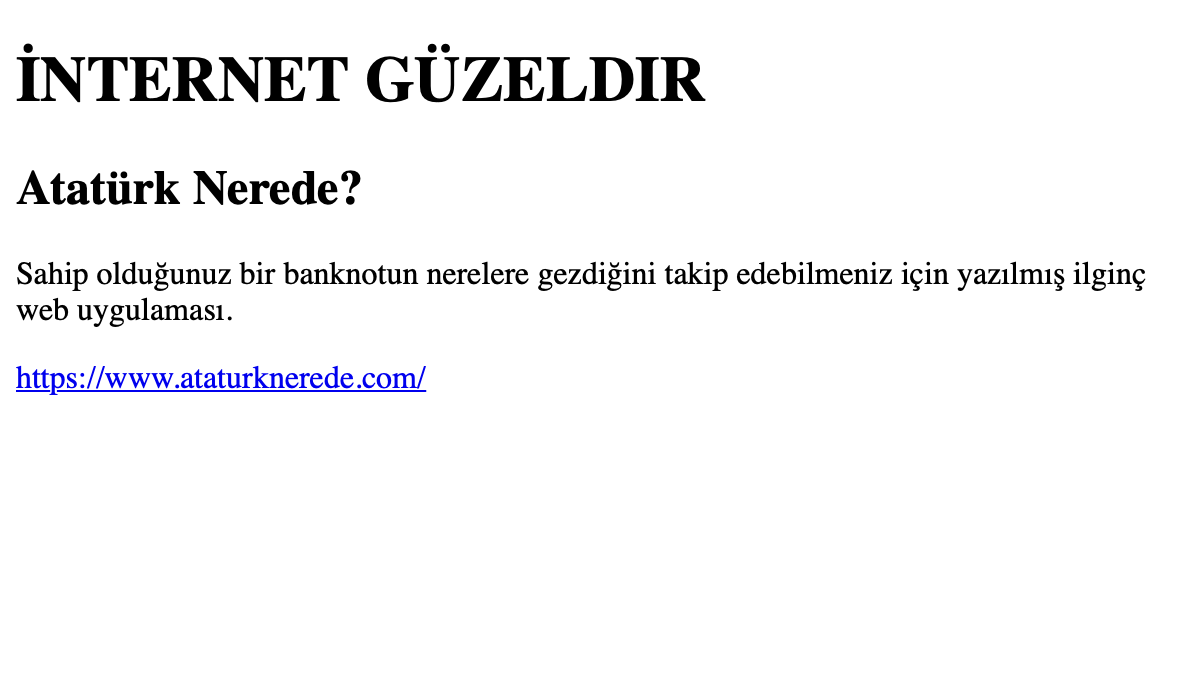 İNTERNET GÜZELDIR
Atatürk Nerede?
Sahip olduğunuz bir banknotun nerelere gezdiğini takip edebilmeniz için yazılmış ilginç
web uygulaması.
https://www.ataturknerede.com/